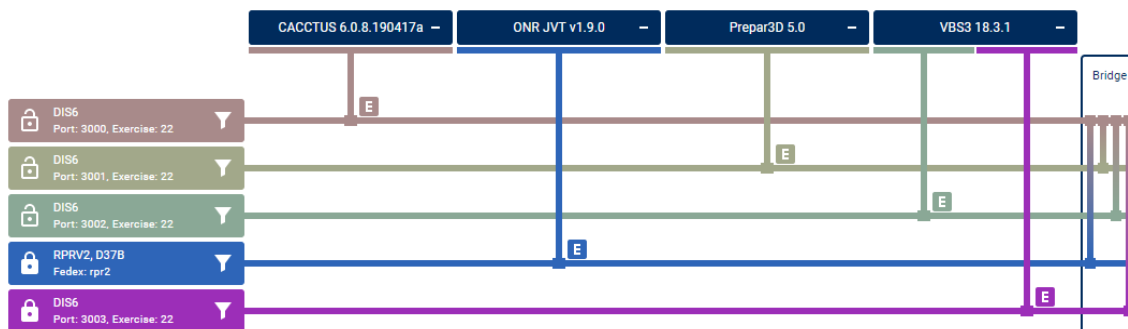 CACCTUS 6.0.8.190417a –
ONR JVT v1.9.0 –
Prepar3D 5.0 –
VBS3 18.3.1 –
Bridge
DIS6
Port: 3000, Exercise: 22
E
DIS6
Port: 3001, Exercise: 22
E
DIS6
Port: 3002, Exercise: 22
E
RPRV2, D37B
Fedex: rpr2
E
DIS6
Port: 3003, Exercise: 22
E